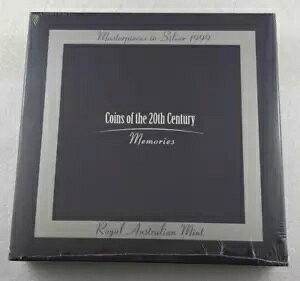 Masterpieces in Silver 1999
Coins of the 20th Century
Memories
Royal Australian Mint